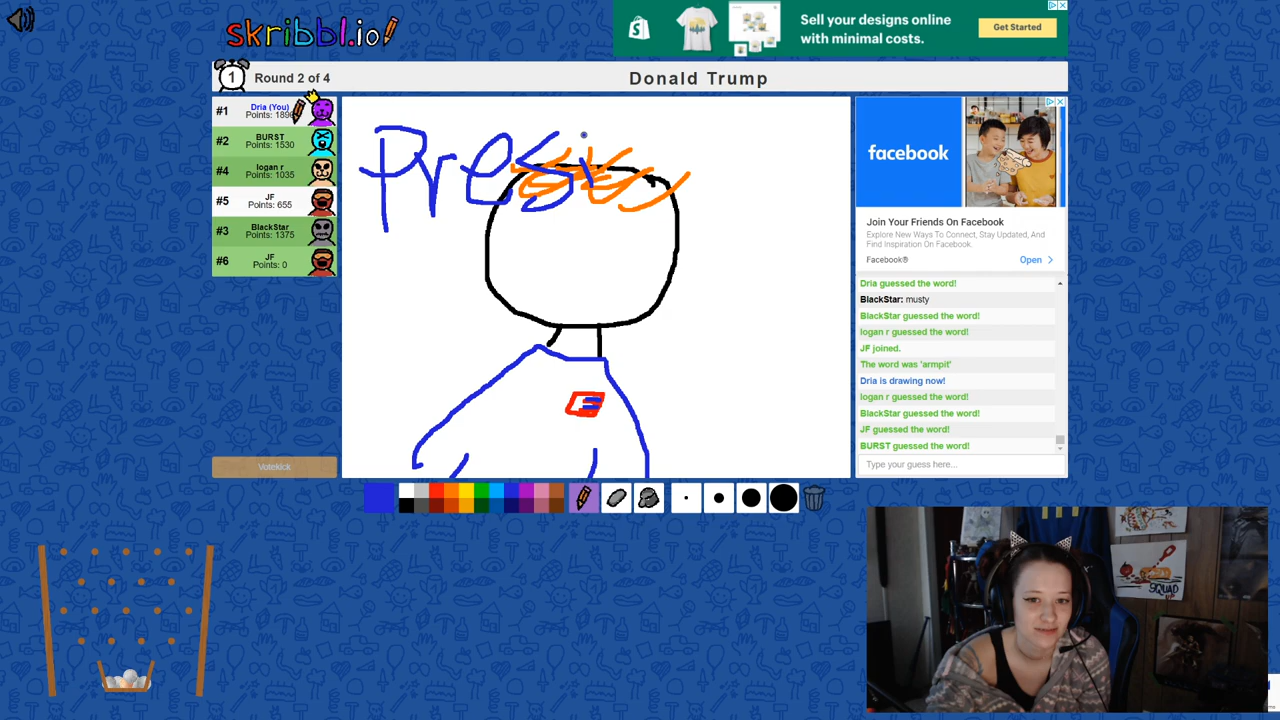 skribbl.io
Sell your designs online
with minimal costs.
Get Started
1
Round 2 of 4
Donald Trump
#1
Dria (You)
#2
BURST
Points: 1530
#4
logan r
Points: 1035
#5
JF
Points: 655
#3
BlackStar
Points: 1375
#6
JF
Points: 0
Votekick
Presi
facebook
Join Your Friends On Facebook
Explore New Ways To Connect, Stay Updated, And
Find Inspiration On Facebook.
Facebook®
Open
Dria guessed the word!
BlackStar: musty
BlackStar guessed the word!
logan r guessed the word!
JF joined.
The word was 'armpit'
Dria is drawing now!
logan r guessed the word!
BlackStar guessed the word!
JF guessed the word!
BURST guessed the word!
Type your guess here...
SQUAD